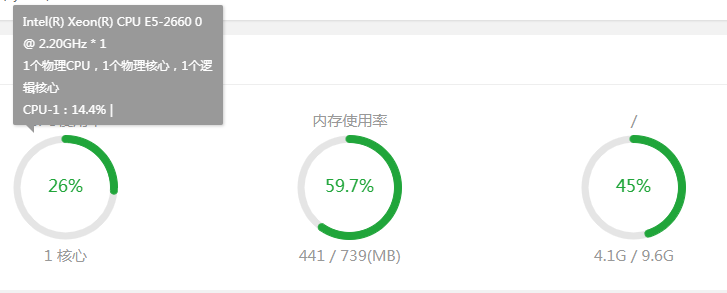 Intel(R) Xeon(R) CPU E5-2660 0
@ 2.20GHz * 1
1个物理CPU，1个物理核心，1个逻
辑核心
CPU-1：14.4% |
内存使用率
/
26%
59.7%
45%
1 核心
441 / 739(MB)
4.1G / 9.6G